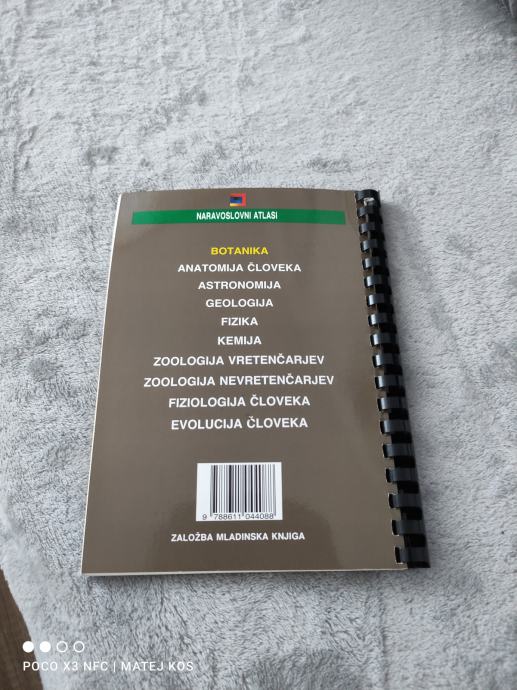 NARAVOSLOVNI ATLASI
BOTANIKA
ANATOMIJA ČLOVEKA
ASTRONOMIJA
GEOLOGIJA
FIZIKA
KEMIJA
ZOOLOGIJA VRETENČARJEV
ZOOLOGIJA NEVRETENČARJEV
FIZIOLOGIJA ČLOVEKA
EVOLUCIJA ČLOVEKA
9 788611 044088
ZALOŽBA MLADINSKA KNJIGA
POCO X3 NFC | MATEJ KOS